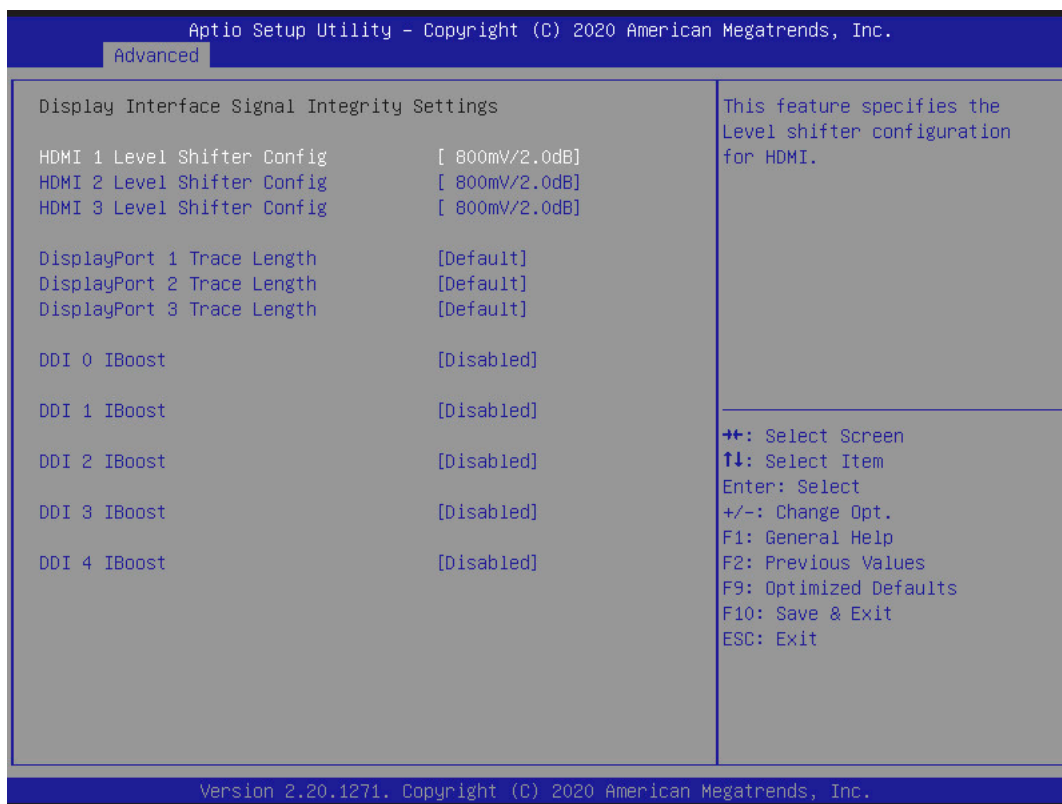 Aptio Setup Utility – Copyright (C) 2020 American Megatrends, Inc.
Advanced
Display Interface Signal Integrity Settings
HDMI 1 Level Shifter Config [ 800mV/2.0dB]
HDMI 2 Level Shifter Config [ 800mV/2.0dB]
HDMI 3 Level Shifter Config [ 800mV/2.0dB]
DisplayPort 1 Trace Length [Default]
DisplayPort 2 Trace Length [Default]
DisplayPort 3 Trace Length [Default]
DDI 0 IBoost [Disabled]
DDI 1 IBoost [Disabled]
DDI 2 IBoost [Disabled]
DDI 3 IBoost [Disabled]
DDI 4 IBoost [Disabled]
This feature specifies the
Level shifter configuration
for HDMI.
→←: Select Screen
↑↓: Select Item
Enter: Select
+/-: Change Opt.
F1: General Help
F2: Previous Values
F9: Optimized Defaults
F10: Save & Exit
ESC: Exit
Version 2.20.1271. Copyright (C) 2020 American Megatrends, Inc.